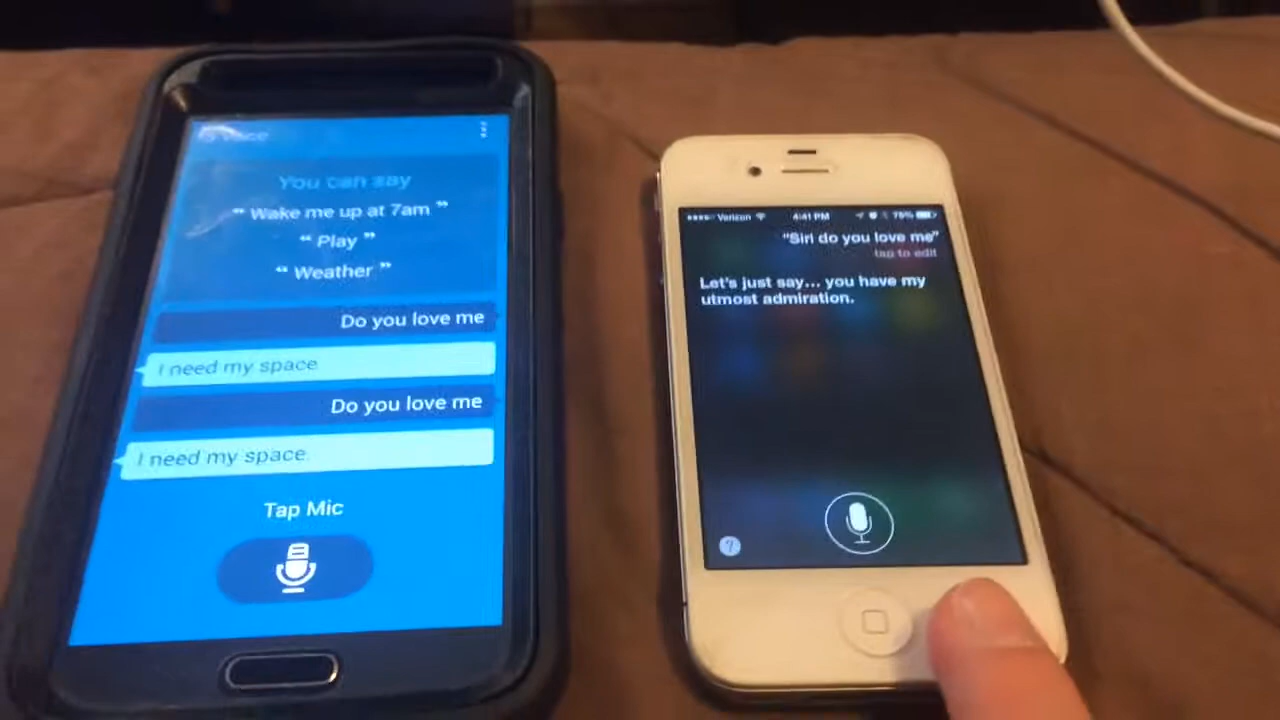 You can say
" Wake me up at 7am "
" Play "
" Weather "
Do you love me
I need my space
Do you love me
I need my space
Tap Mic
Verizon 4:41 PM 75%
"Siri do you love me"
tap to edit
Let's just say... you have my
utmost admiration.
?